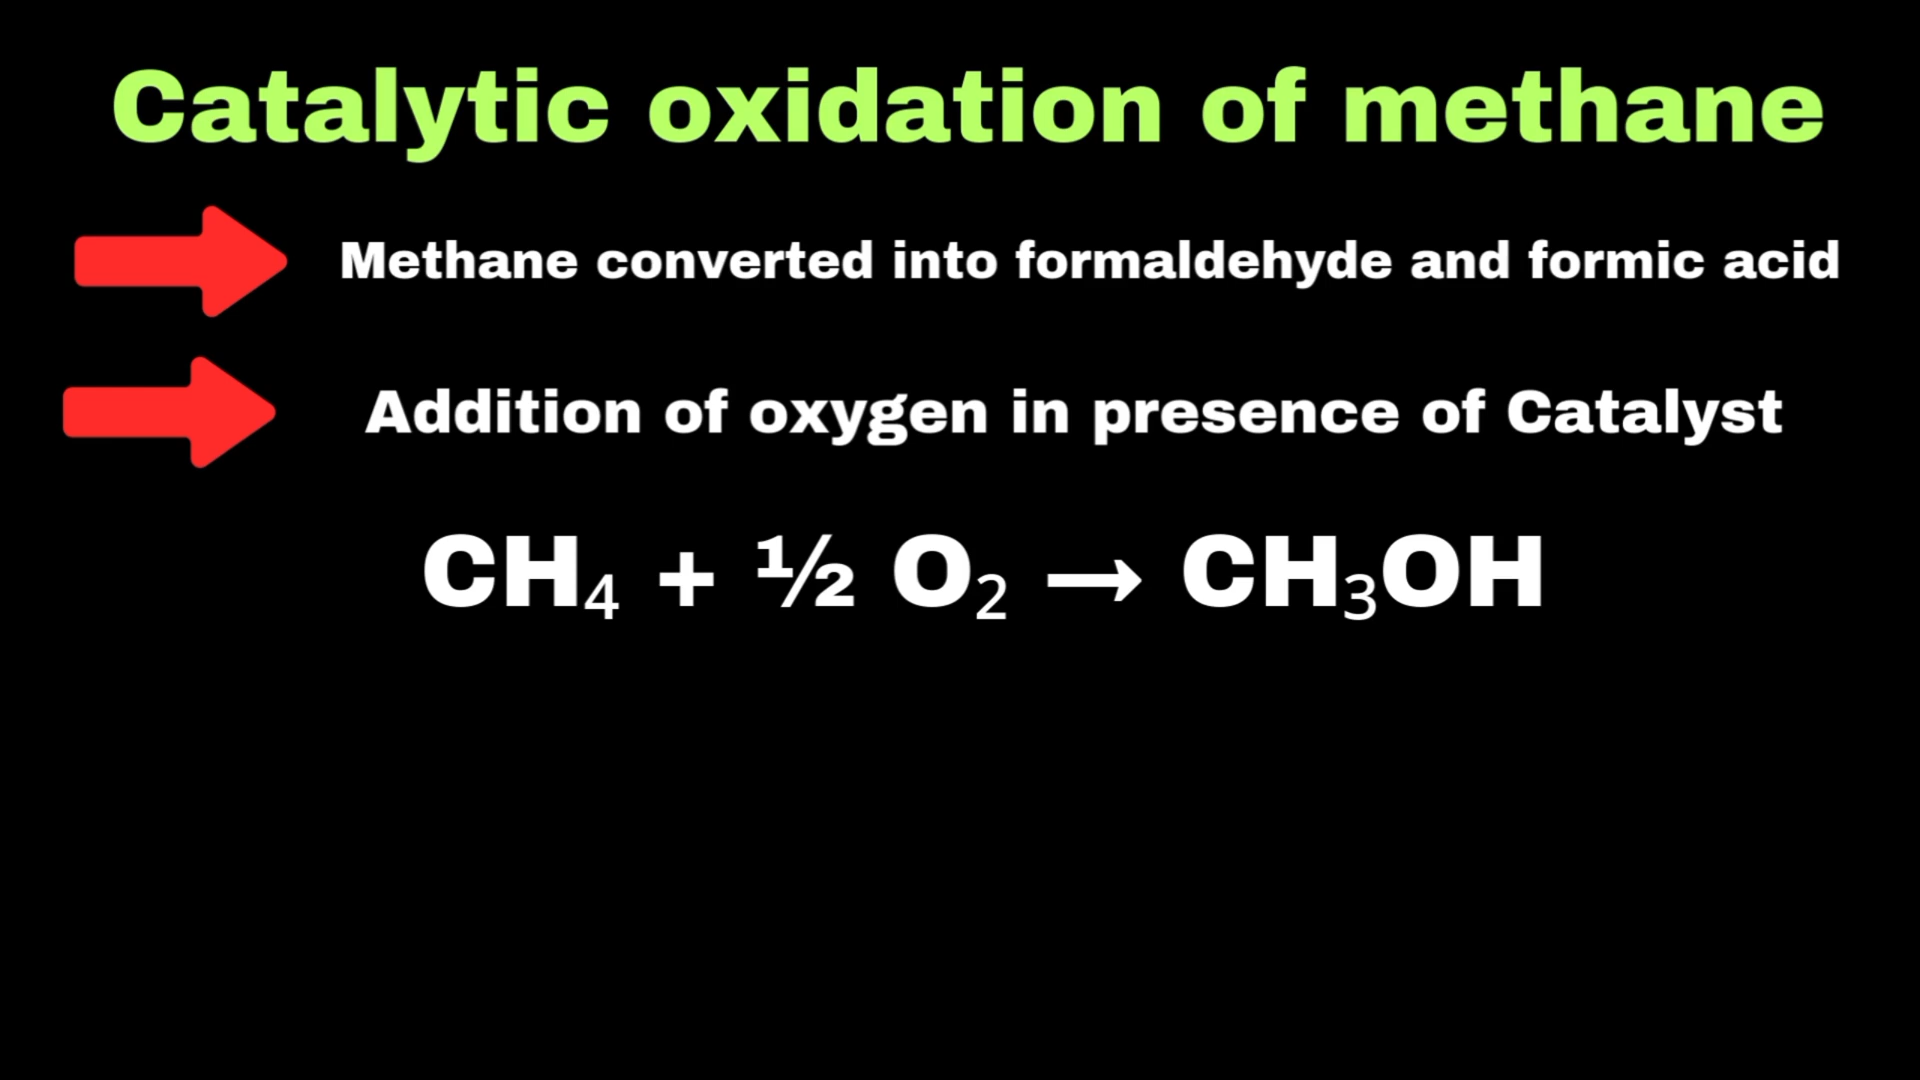 Catalytic oxidation of methane
Methane converted into formaldehyde and formic acid
Addition of oxygen in presence of Catalyst
CH₄ + ½ O₂ → CH₃OH